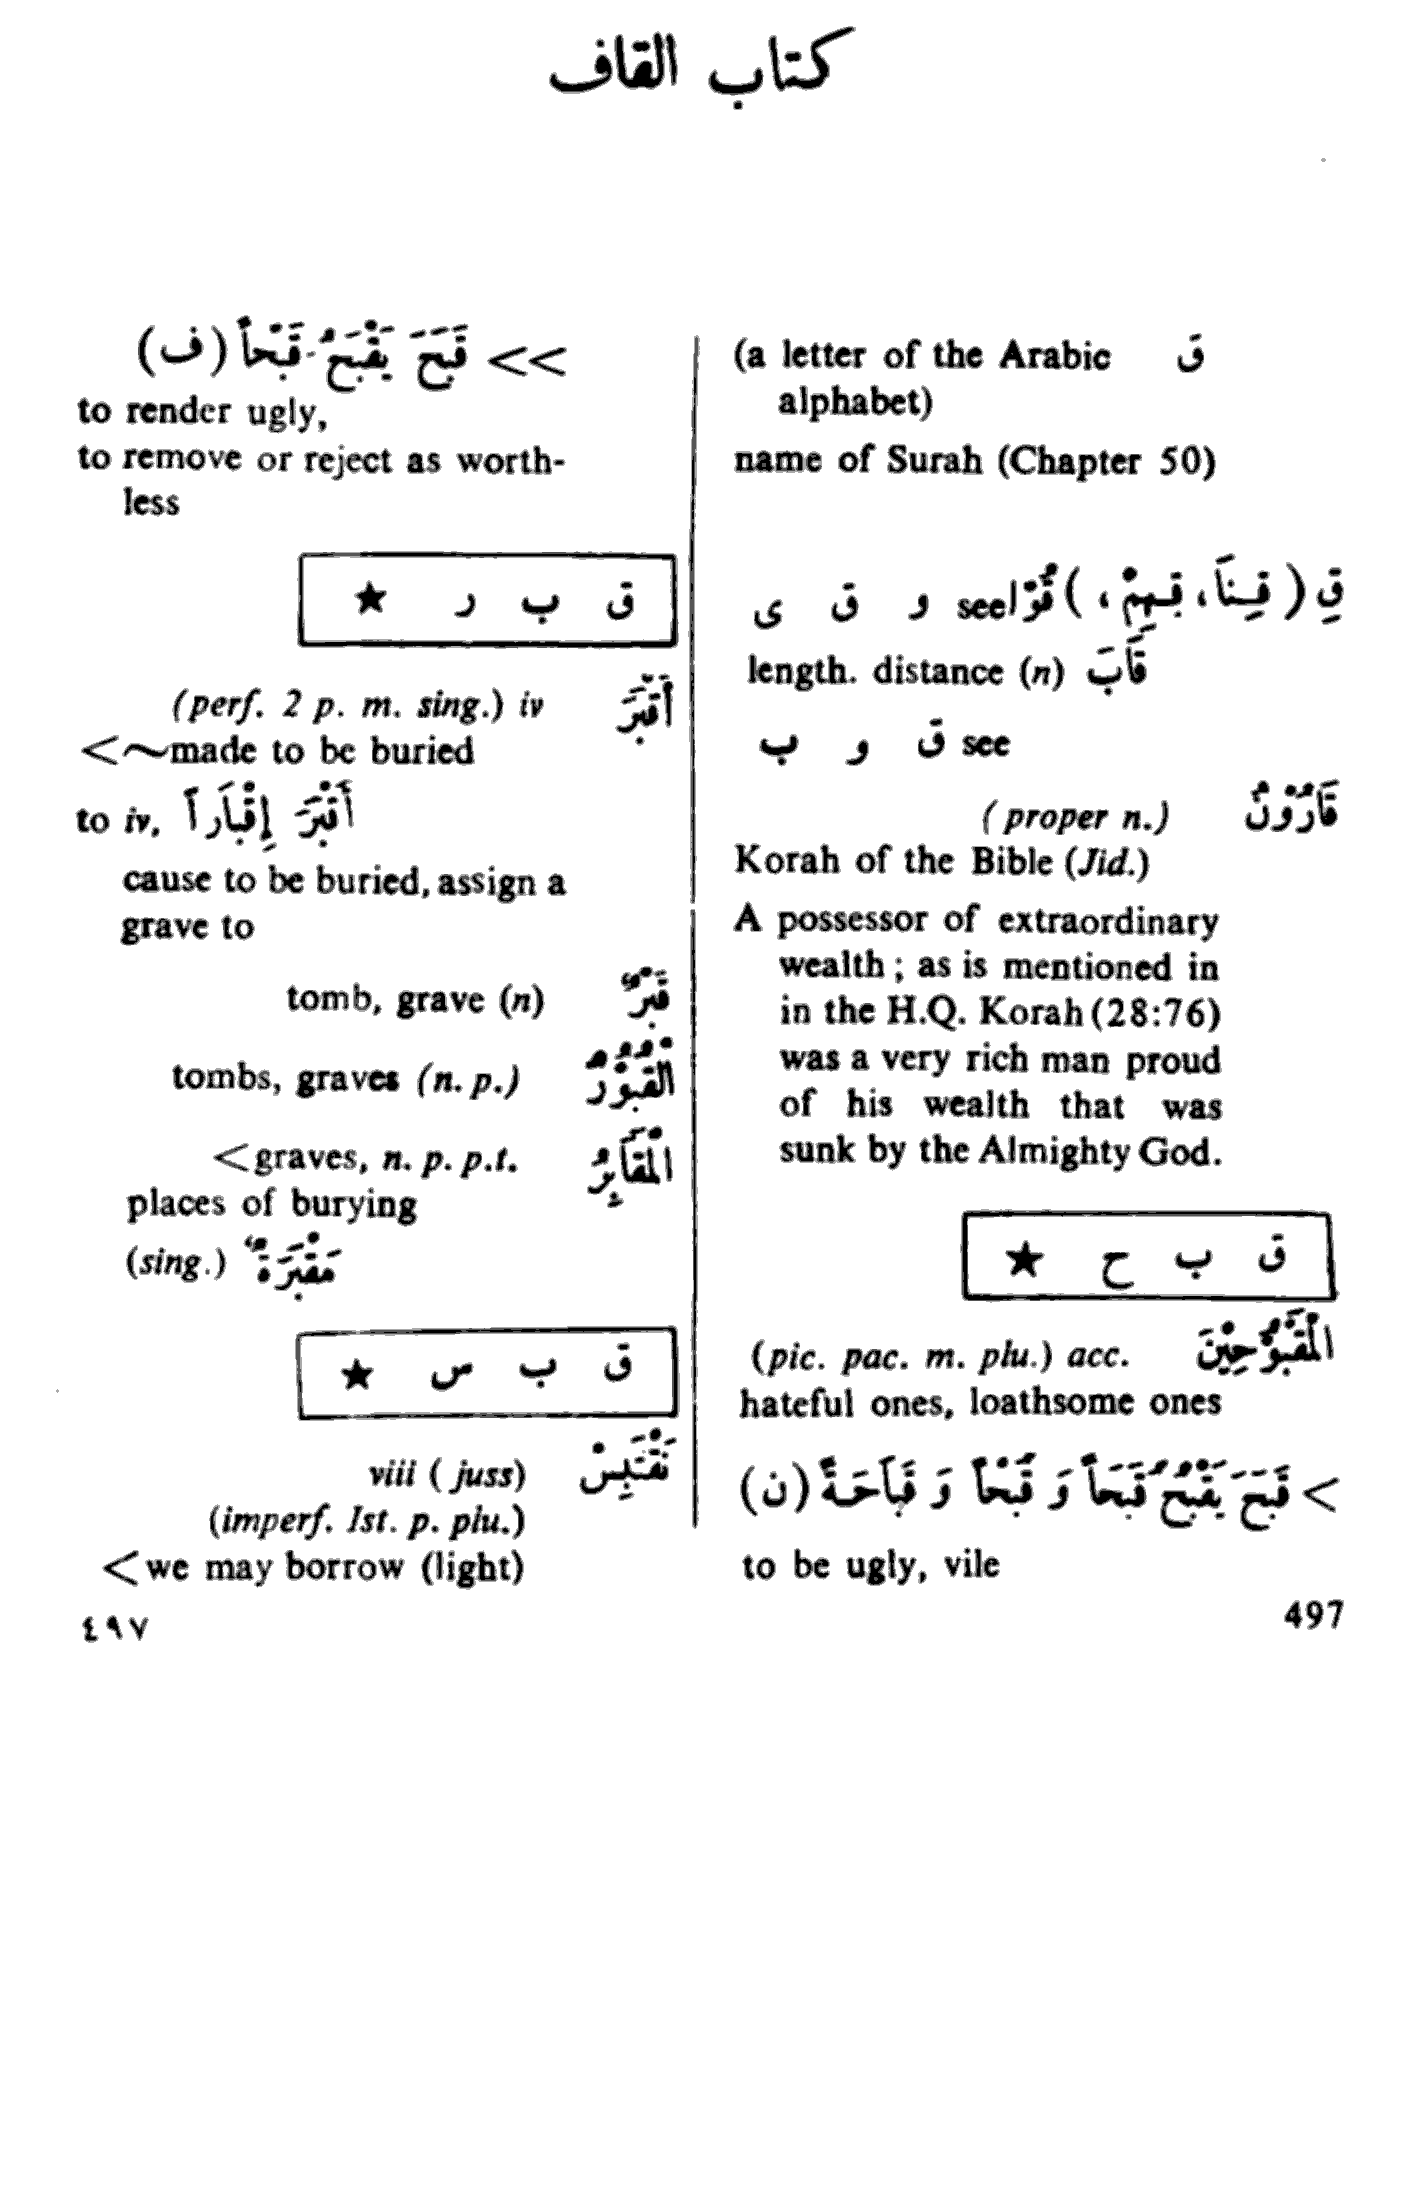 كتاب القاف
(a letter of the Arabic ق
alphabet)
name of Surah (Chapter 50)
قِ ( قِنَا، قِهِمْ، ) قُوْا see و ق ى
length. distance (n) قَابَ
see ق و ب
( proper n.) قَارُوْنُ
Korah of the Bible (Jid.)
A possessor of extraordinary
wealth ; as is mentioned in
in the H.Q. Korah (28:76)
was a very rich man proud
of his wealth that was
sunk by the Almighty God.
ق ب ح ★
(pic. pac. m. plu.) acc. الْمَقْبُوْحِيْنَ
hateful ones, loathsome ones
> قَبُحَ يَقْبُحُ قُبْحَاً وَ قُبْحاً وَ قَبَاحَةً (ن)
to be ugly, vile
497
>> قَبَحَ يَقْبَحُ - قَبْحاً (ف)
to render ugly,
to remove or reject as worth-
less
ق ب ر ★
(perf. 2 p. m. sing.) iv أَقْبَرَ
<~made to be buried
to iv, أَقْبَرَ إِقْبَاراً
cause to be buried, assign a
grave to
tomb, grave (n) قَبْرٌ
tombs, graves (n. p.) الْقُبُوْرُ
<graves, n. p. p.t. الْمَقَابِرُ
places of burying
(sing.) مَقْبَرَةٌ
ق ب س ★
viii ( juss) نَقْتَبِسْ
(imperf. 1st. p. plu.)
<we may borrow (light)
٤٩٧